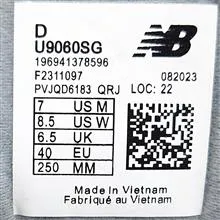 D
U9060SG
NB
196941378596
F2311097 082023
PVJQD6183 QRJ LOC: 22
7 US M
8.5 US W
6.5 UK
40 EU
250 MM
Made in Vietnam
Fabriqué au Vietnam